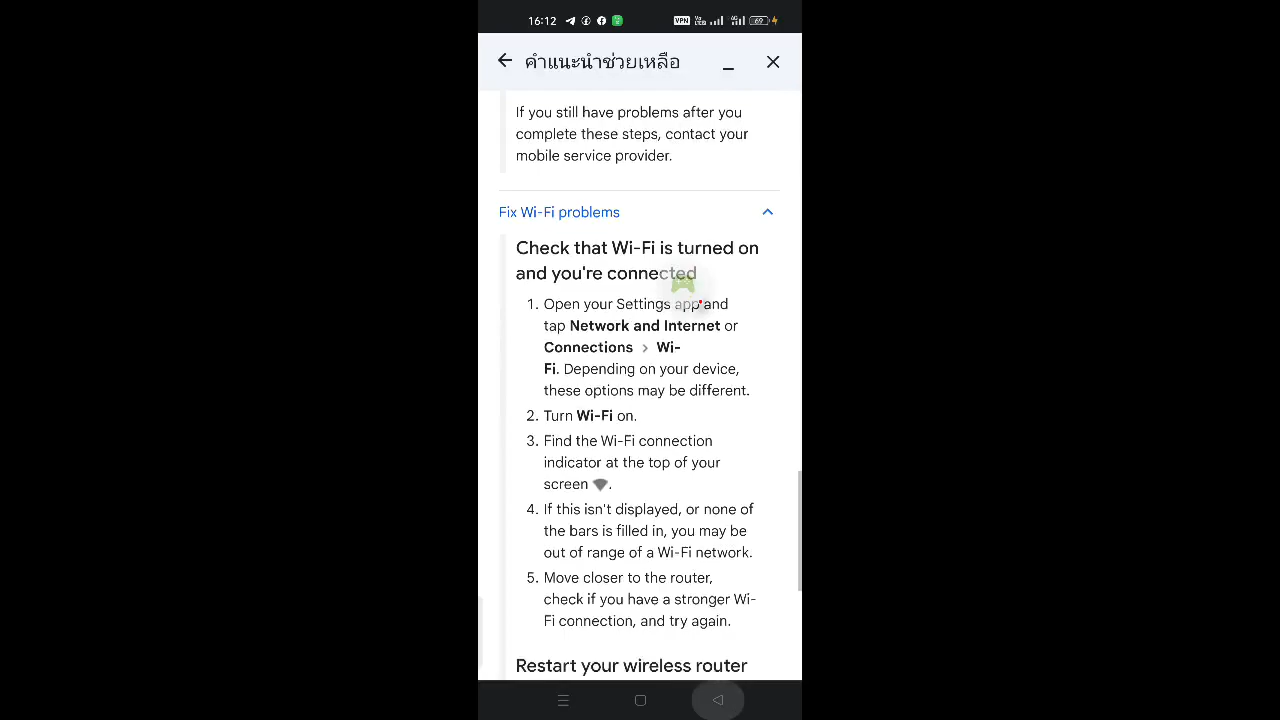 16:12 VPN Vo LTE 4G 69
คำแนะนำช่วยเหลือ
If you still have problems after you
complete these steps, contact your
mobile service provider.
Fix Wi-Fi problems
Check that Wi-Fi is turned on
and you're connected
1. Open your Settings app and
tap Network and Internet or
Connections > Wi-
Fi. Depending on your device,
these options may be different.
2. Turn Wi-Fi on.
3. Find the Wi-Fi connection
indicator at the top of your
screen .
4. If this isn't displayed, or none of
the bars is filled in, you may be
out of range of a Wi-Fi network.
5. Move closer to the router,
check if you have a stronger Wi-
Fi connection, and try again.
Restart your wireless router